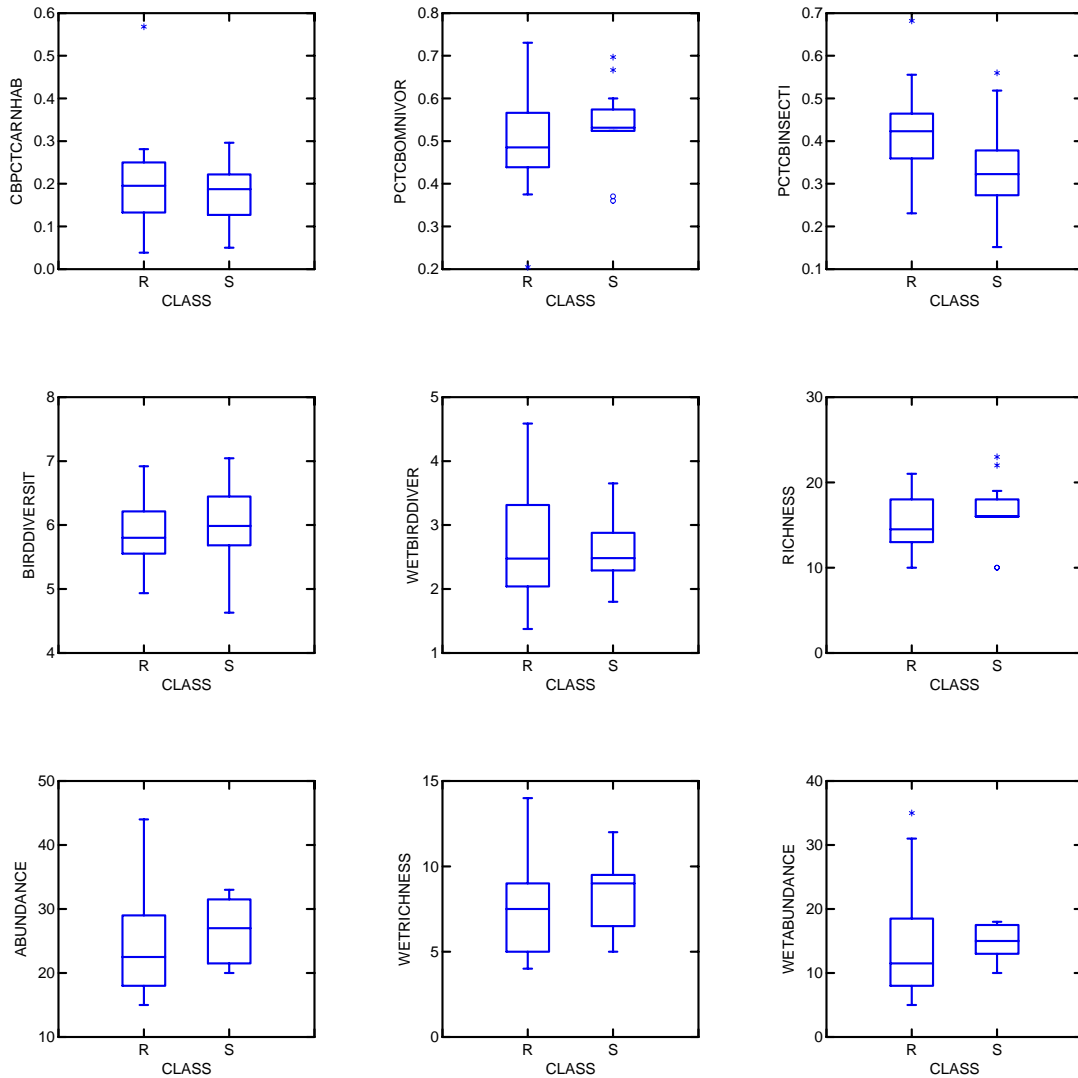 CBPCTCARNHAB
0.6
0.5
0.4
0.3
0.2
0.1
0.0
R S
CLASS
PCTCBOMNIVOR
0.8
0.7
0.6
0.5
0.4
0.3
0.2
R S
CLASS
PCTCBINSECTI
0.7
0.6
0.5
0.4
0.3
0.2
0.1
R S
CLASS
BIRDDIVERSIT
8
7
6
5
4
R S
CLASS
WETBIRDDIVER
5
4
3
2
1
R S
CLASS
RICHNESS
30
20
10
0
R S
CLASS
ABUNDANCE
50
40
30
20
10
R S
CLASS
WETRICHNESS
15
10
5
0
R S
CLASS
WETABUNDANCE
40
30
20
10
0
R S
CLASS